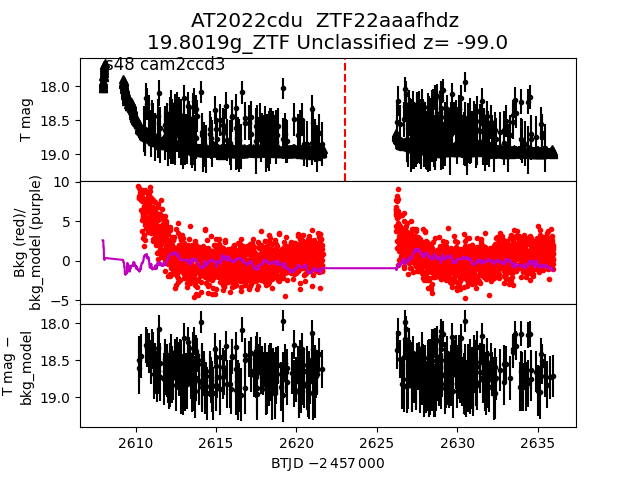 AT2022cdu  ZTF22aaafhdz
19.8019g_ZTF Unclassified z= -99.0
s48 cam2ccd3
T mag
18.0
18.5
19.0
Bkg (red)/
bkg_model (purple)
10
5
0
−5
T mag −
bkg_model
18.0
18.5
19.0
2610
2615
2620
2625
2630
2635
BTJD −2 457 000